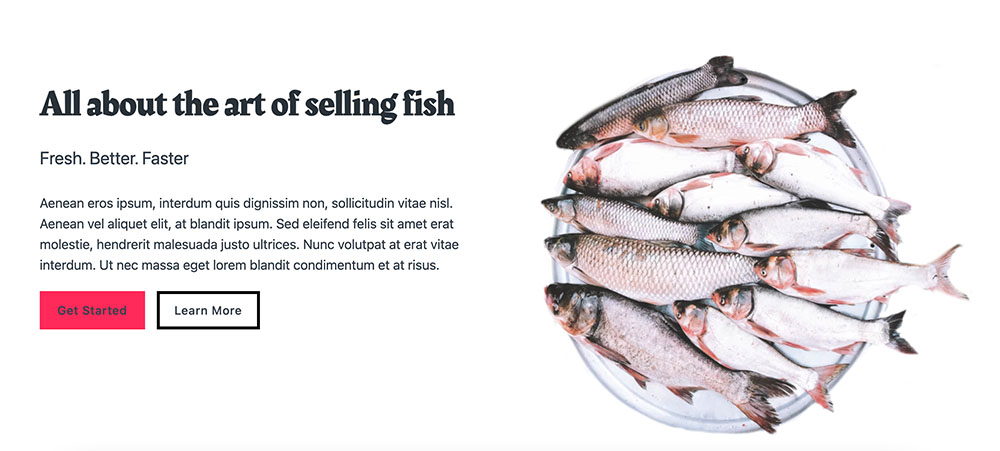 All about the art of selling fish
Fresh. Better. Faster
Aenean eros ipsum, interdum quis dignissim non, sollicitudin vitae nisl.
Aenean vel aliquet elit, at blandit ipsum. Sed eleifend felis sit amet erat
molestie, hendrerit malesuada justo ultrices. Nunc volutpat at erat vitae
interdum. Ut nec massa eget lorem blandit condimentum et at risus.
Get Started
Learn More